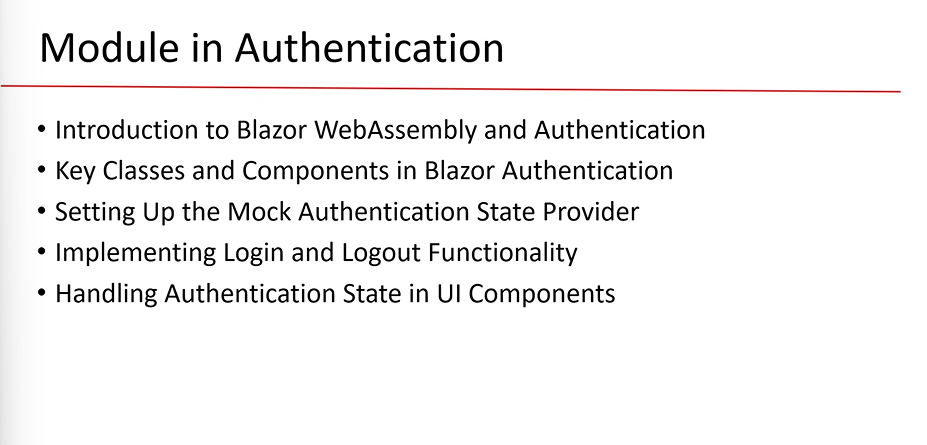 Module in Authentication
• Introduction to Blazor WebAssembly and Authentication
• Key Classes and Components in Blazor Authentication
• Setting Up the Mock Authentication State Provider
• Implementing Login and Logout Functionality
• Handling Authentication State in UI Components